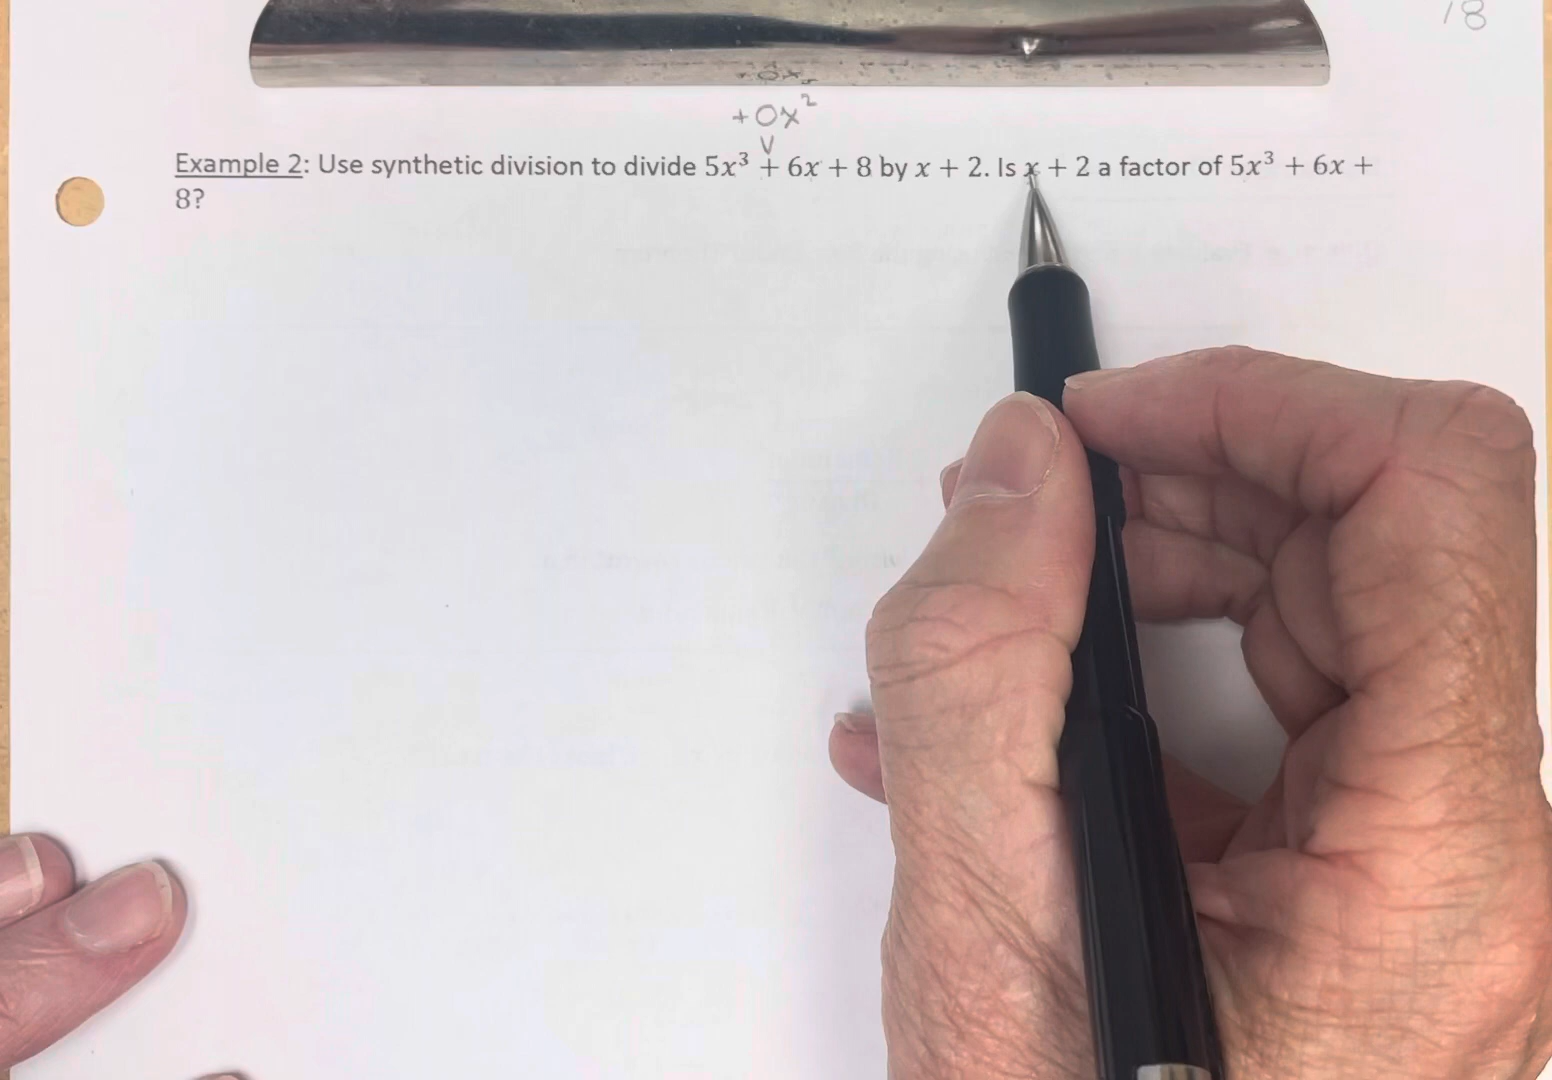 18
+0x²
Example 2: Use synthetic division to divide 5x³ + 6x + 8 by x + 2. Is x + 2 a factor of 5x³ + 6x +
8?